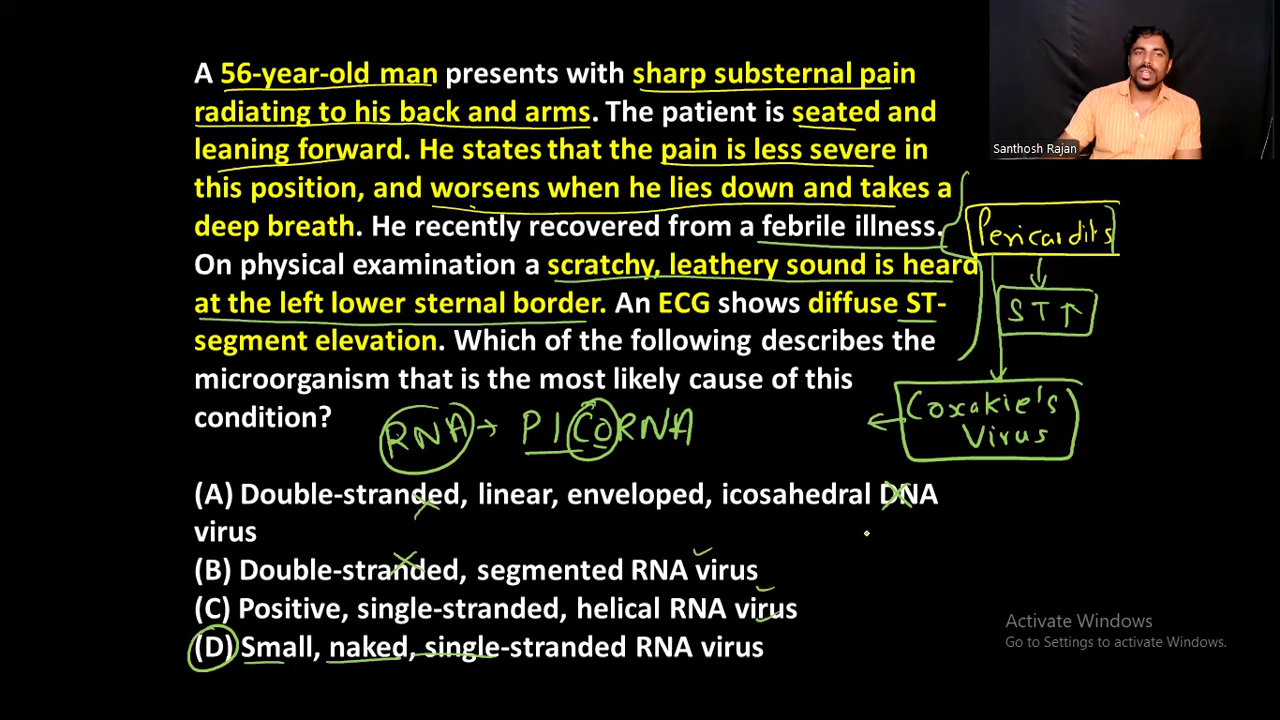 A 56-year-old man presents with sharp substernal pain
radiating to his back and arms. The patient is seated and
leaning forward. He states that the pain is less severe in
this position, and worsens when he lies down and takes a
deep breath. He recently recovered from a febrile illness.
On physical examination a scratchy, leathery sound is heard
at the left lower sternal border. An ECG shows diffuse ST-
segment elevation. Which of the following describes the
microorganism that is the most likely cause of this
condition?
RNA → PICORNA
(A) Double-stranded, linear, enveloped, icosahedral DNA
virus
(B) Double-stranded, segmented RNA virus
(C) Positive, single-stranded, helical RNA virus
(D) Small, naked, single-stranded RNA virus
Santhosh Rajan
Pericardits
ST↑
Coxakie's
Virus
Activate Windows
Go to Settings to activate Windows.